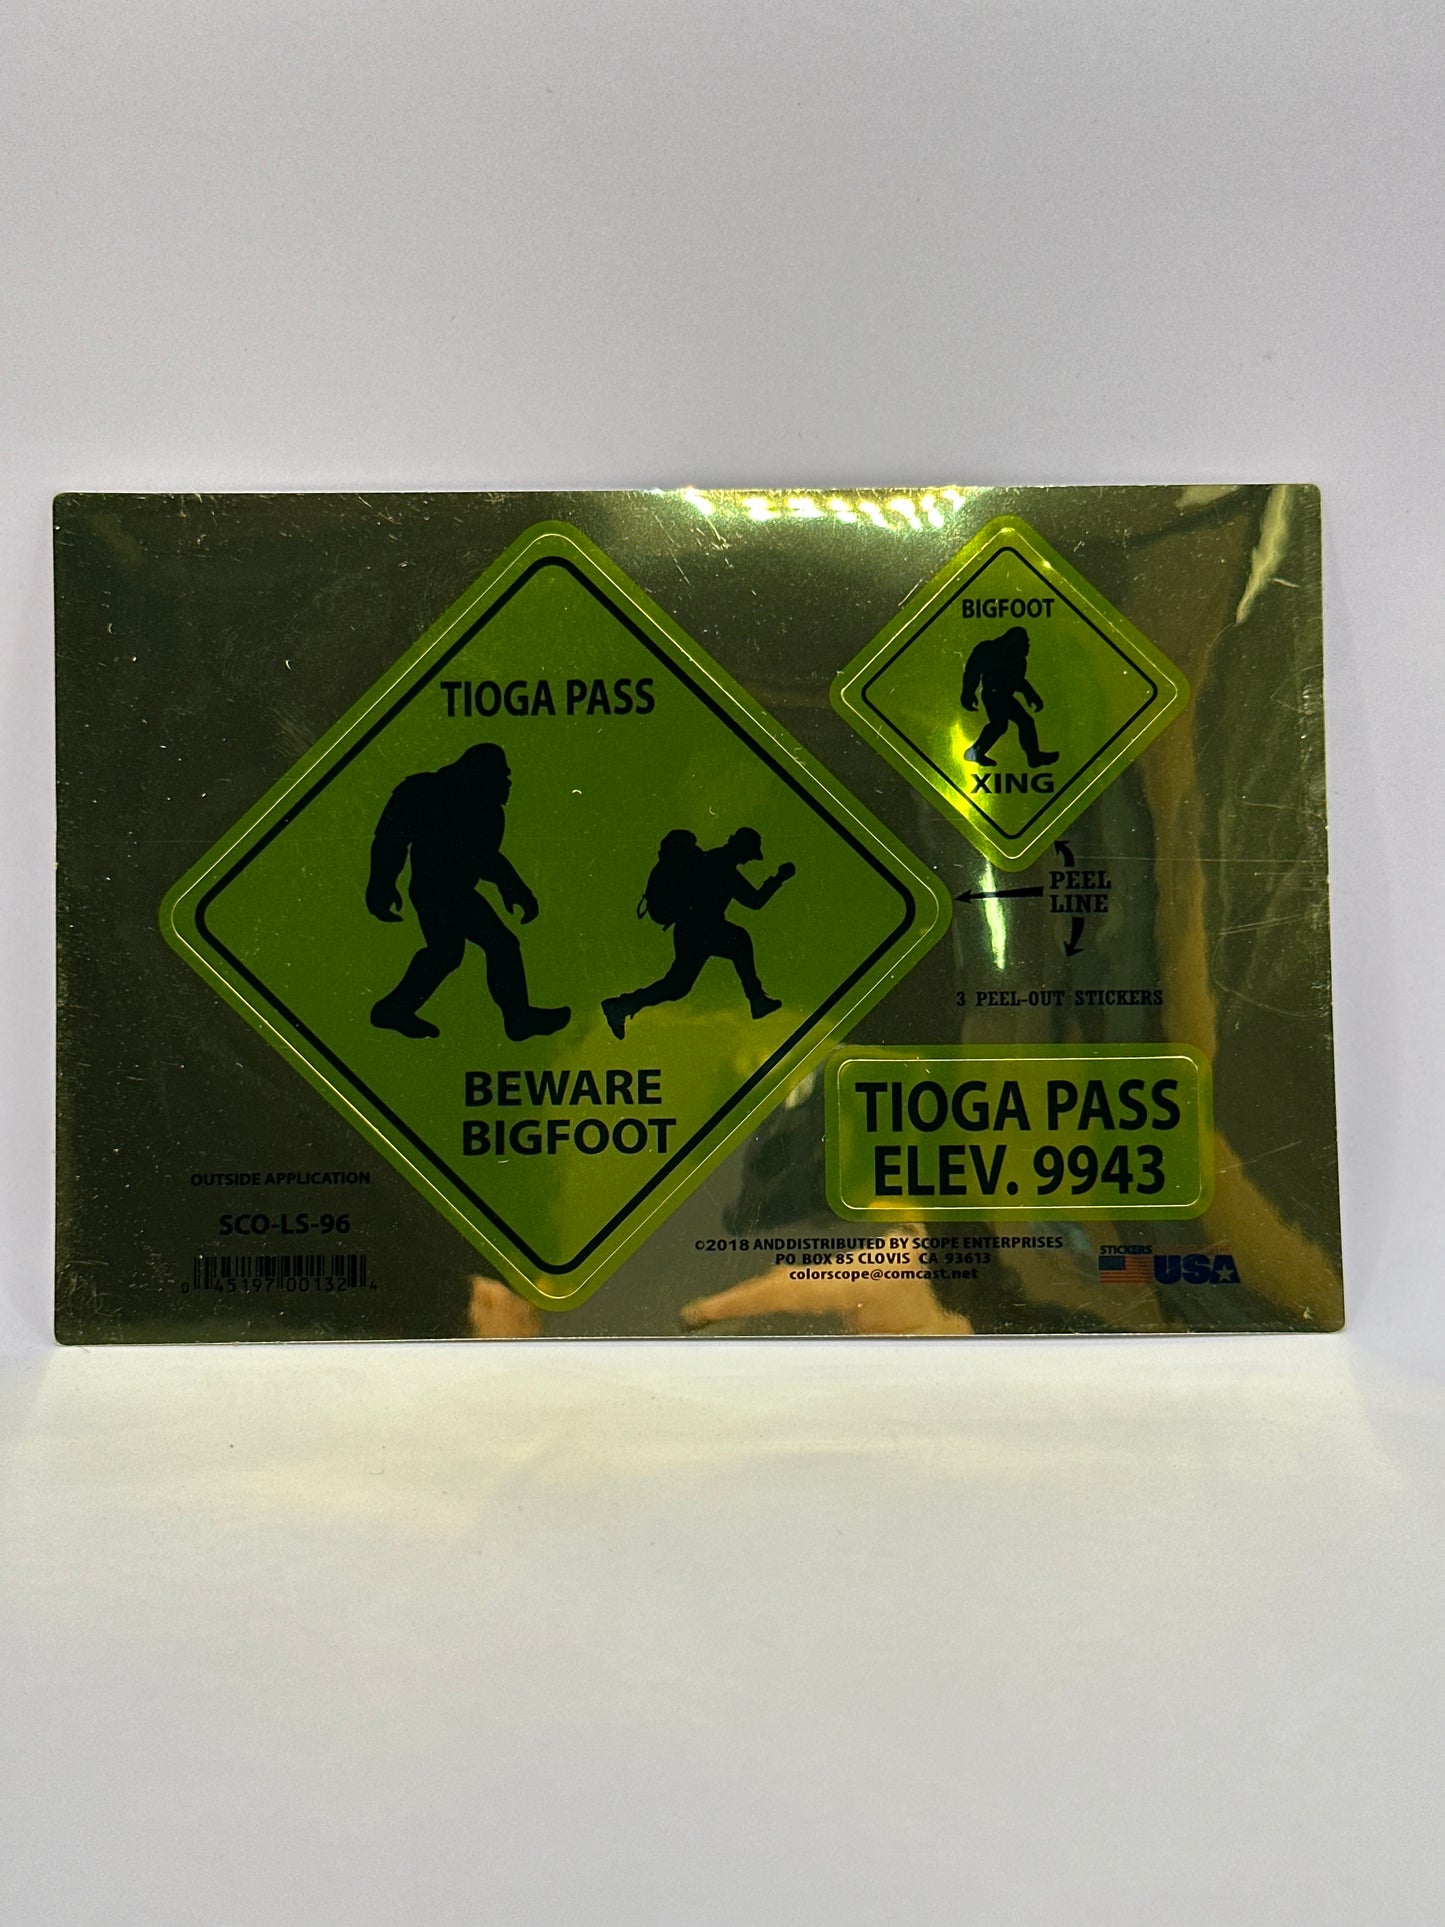 TIOGA PASS
BEWARE
BIGFOOT
BIGFOOT
XING
PEEL
LINE
3 PEEL-OUT STICKERS
TIOGA PASS
ELEV. 9943
OUTSIDE APPLICATION
SCO-LS-96
0 45197 00132 4
©2018 AND DISTRIBUTED BY SCOPE ENTERPRISES
PO BOX 85 CLOVIS CA 93613
colorscope@comcast.net
STICKERS
USA